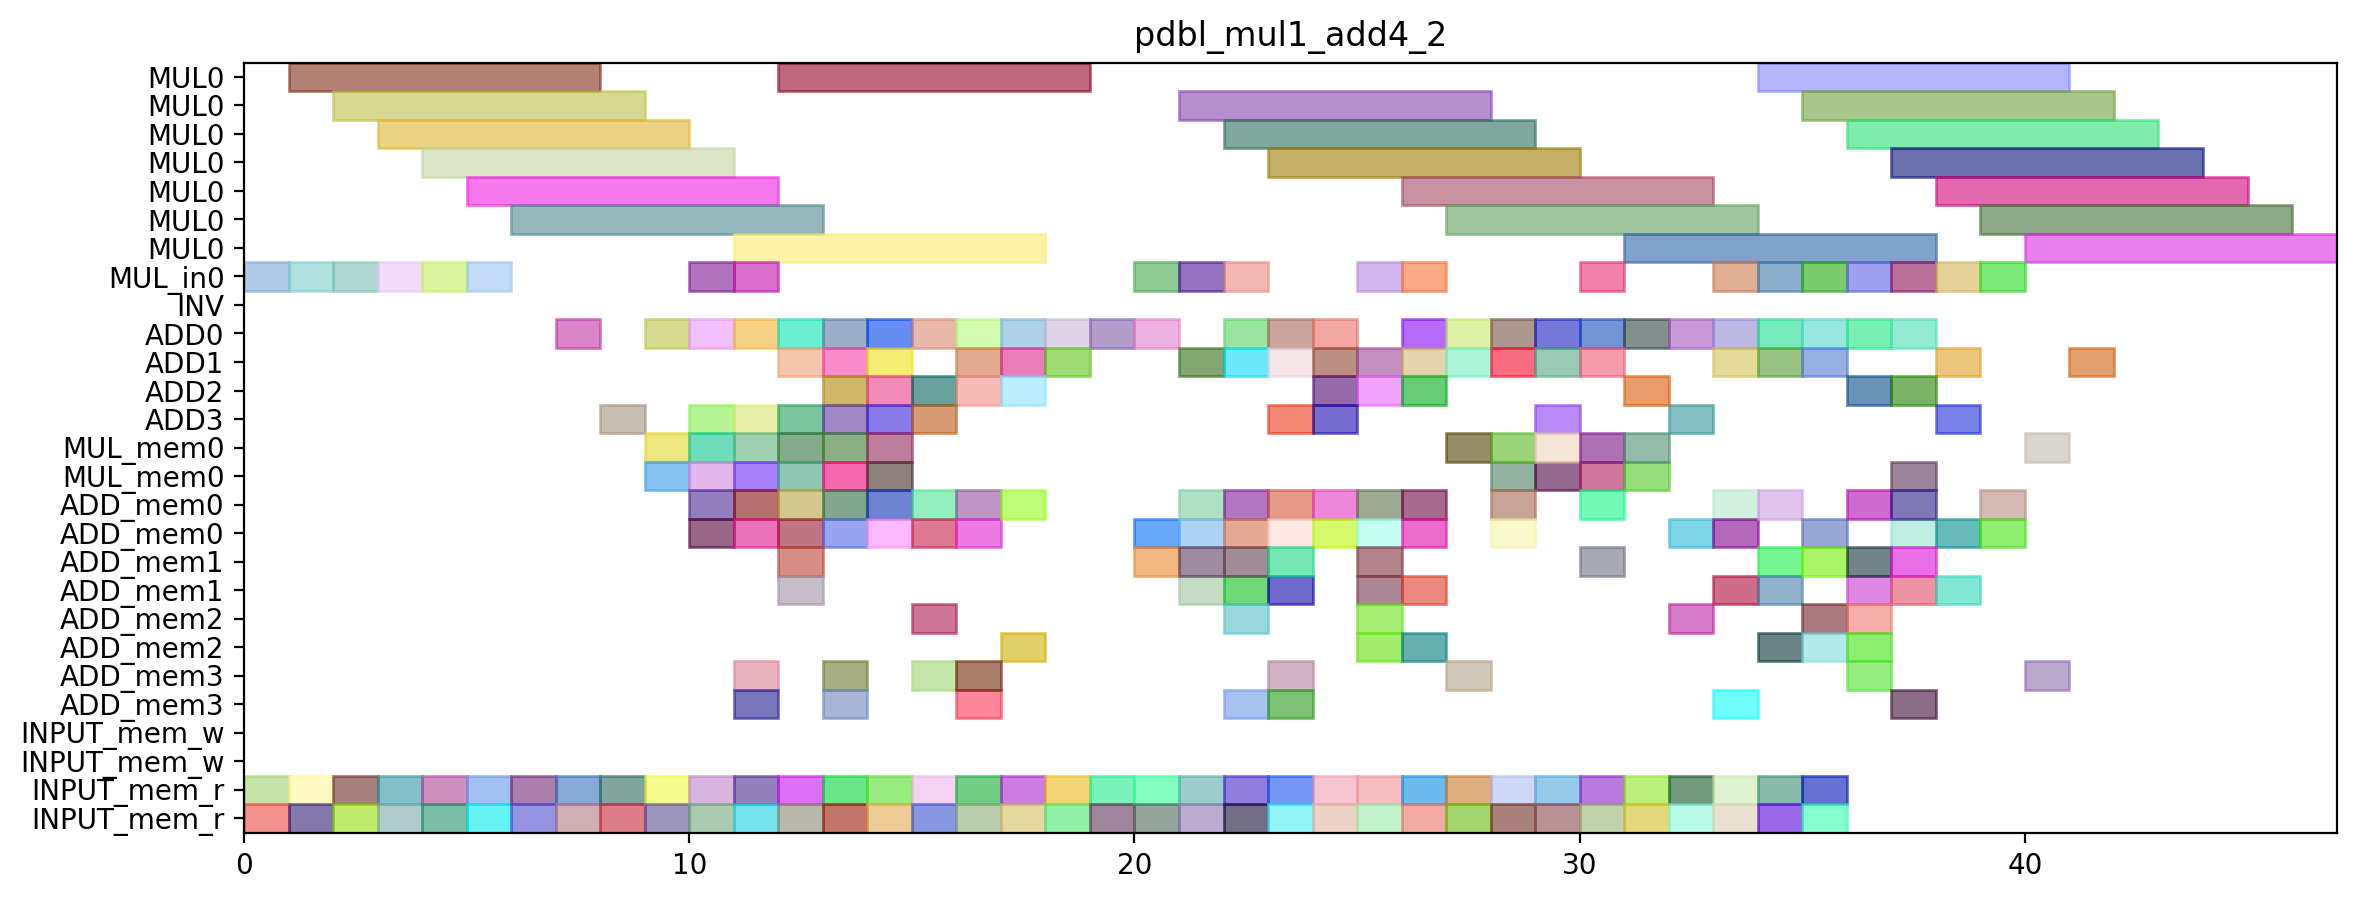 pdbl_mul1_add4_2
MUL0
MUL0
MUL0
MUL0
MUL0
MUL0
MUL0
MUL_in0
INV
ADD0
ADD1
ADD2
ADD3
MUL_mem0
MUL_mem0
ADD_mem0
ADD_mem0
ADD_mem1
ADD_mem1
ADD_mem2
ADD_mem2
ADD_mem3
ADD_mem3
INPUT_mem_w
INPUT_mem_w
INPUT_mem_r
INPUT_mem_r
0 10 20 30 40